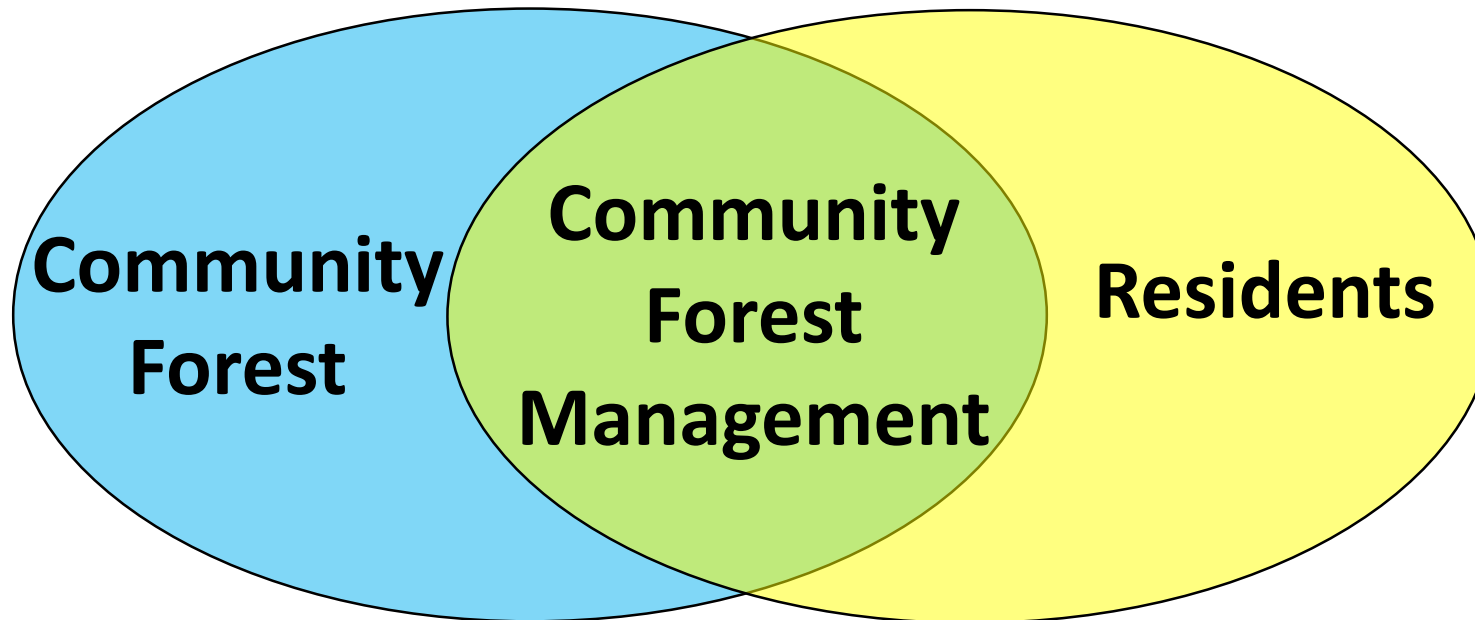 Community
Forest
Community
Forest
Management
Residents